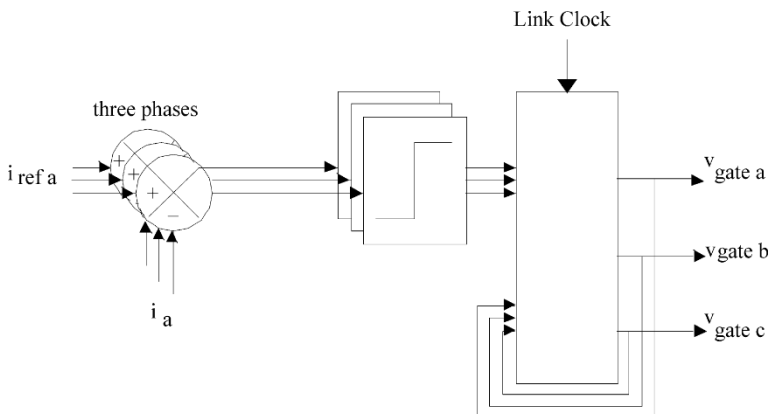 Link Clock
three phases
i ref a
+
+
+
−
i a
v gate a
v gate b
v gate c